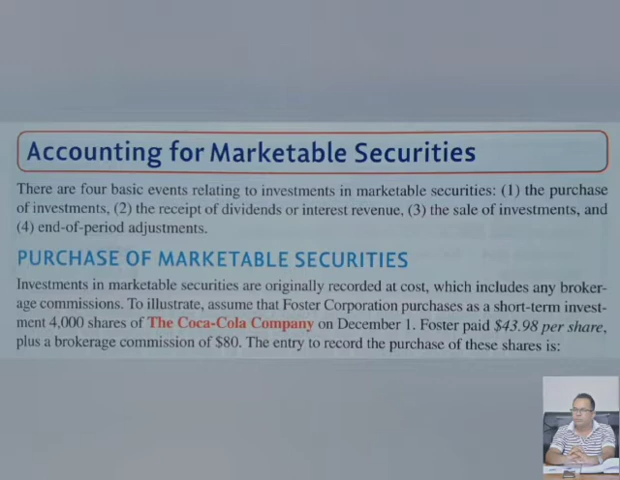 Accounting for Marketable Securities
There are four basic events relating to investments in marketable securities: (1) the purchase
of investments, (2) the receipt of dividends or interest revenue, (3) the sale of investments, and
(4) end-of-period adjustments.
PURCHASE OF MARKETABLE SECURITIES
Investments in marketable securities are originally recorded at cost, which includes any broker-
age commissions. To illustrate, assume that Foster Corporation purchases as a short-term invest-
ment 4,000 shares of The Coca-Cola Company on December 1. Foster paid $43.98 per share,
plus a brokerage commission of $80. The entry to record the purchase of these shares is: